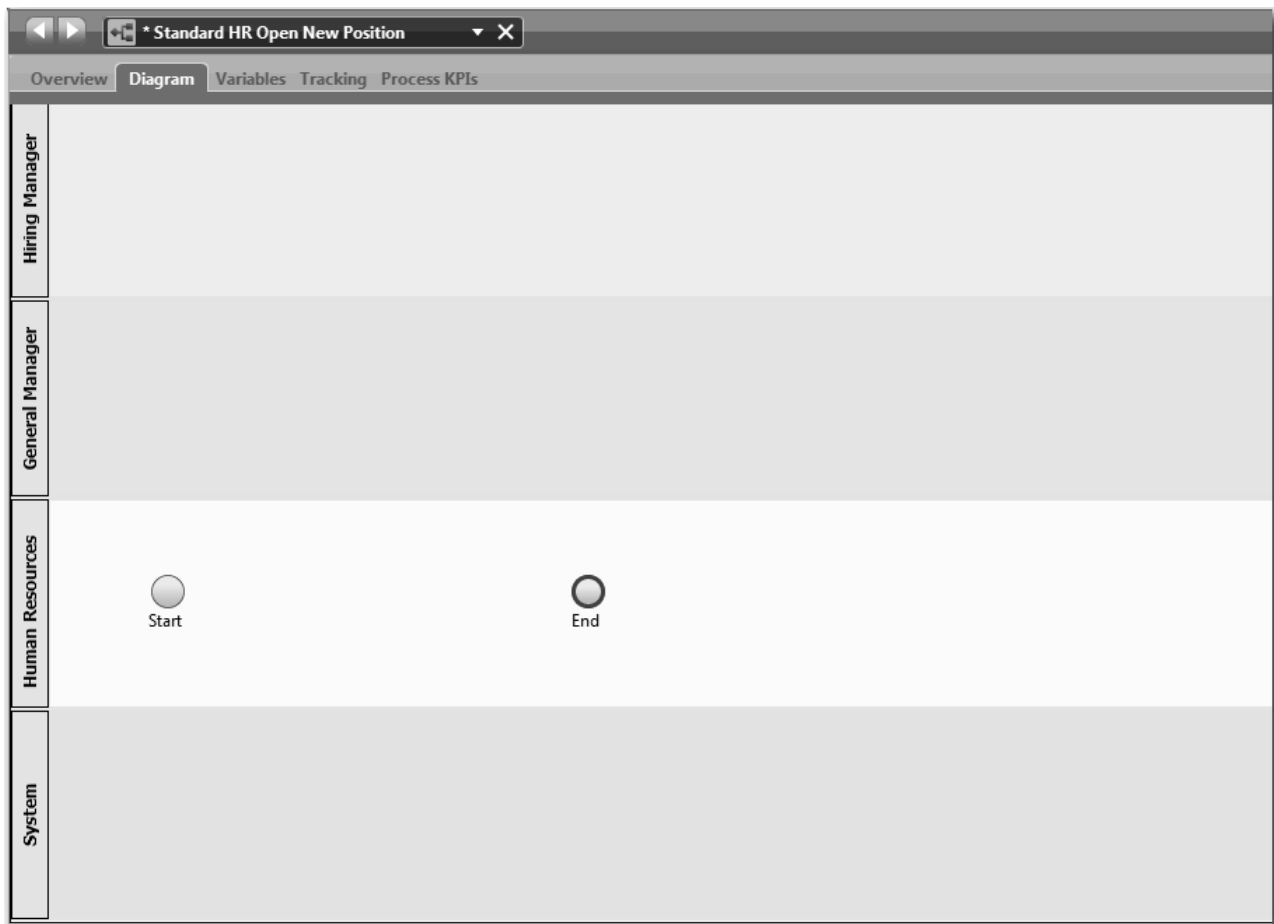 * Standard HR Open New Position
Overview Diagram Variables Tracking Process KPIs
Hiring Manager
General Manager
Human Resources
Start End
System